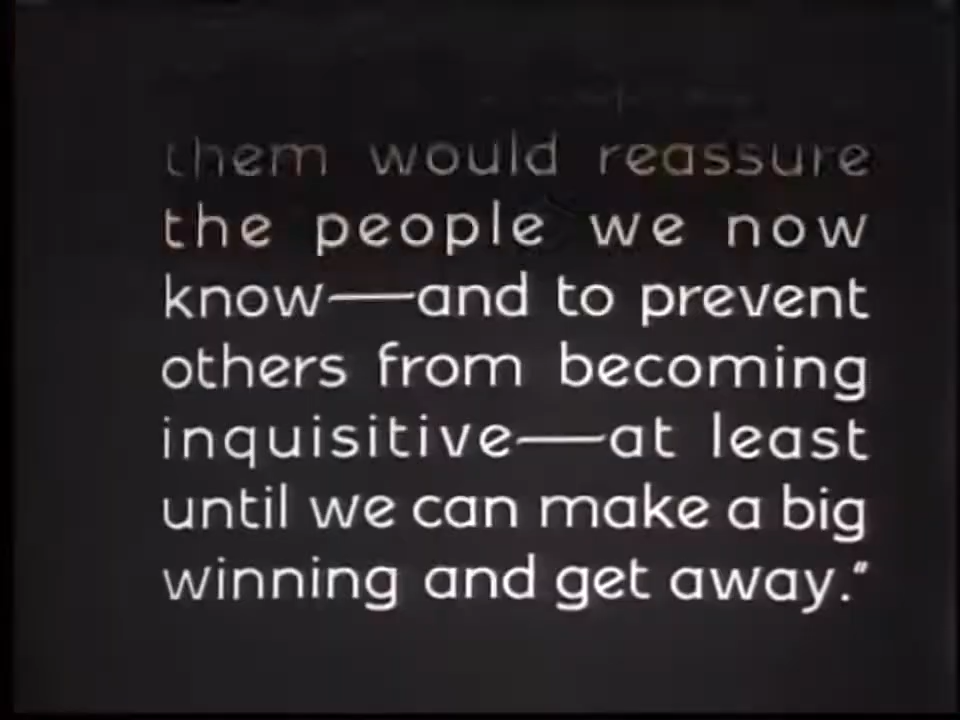 them would reassure
the people we now
know—and to prevent
others from becoming
inquisitive—at least
until we can make a big
winning and get away.”